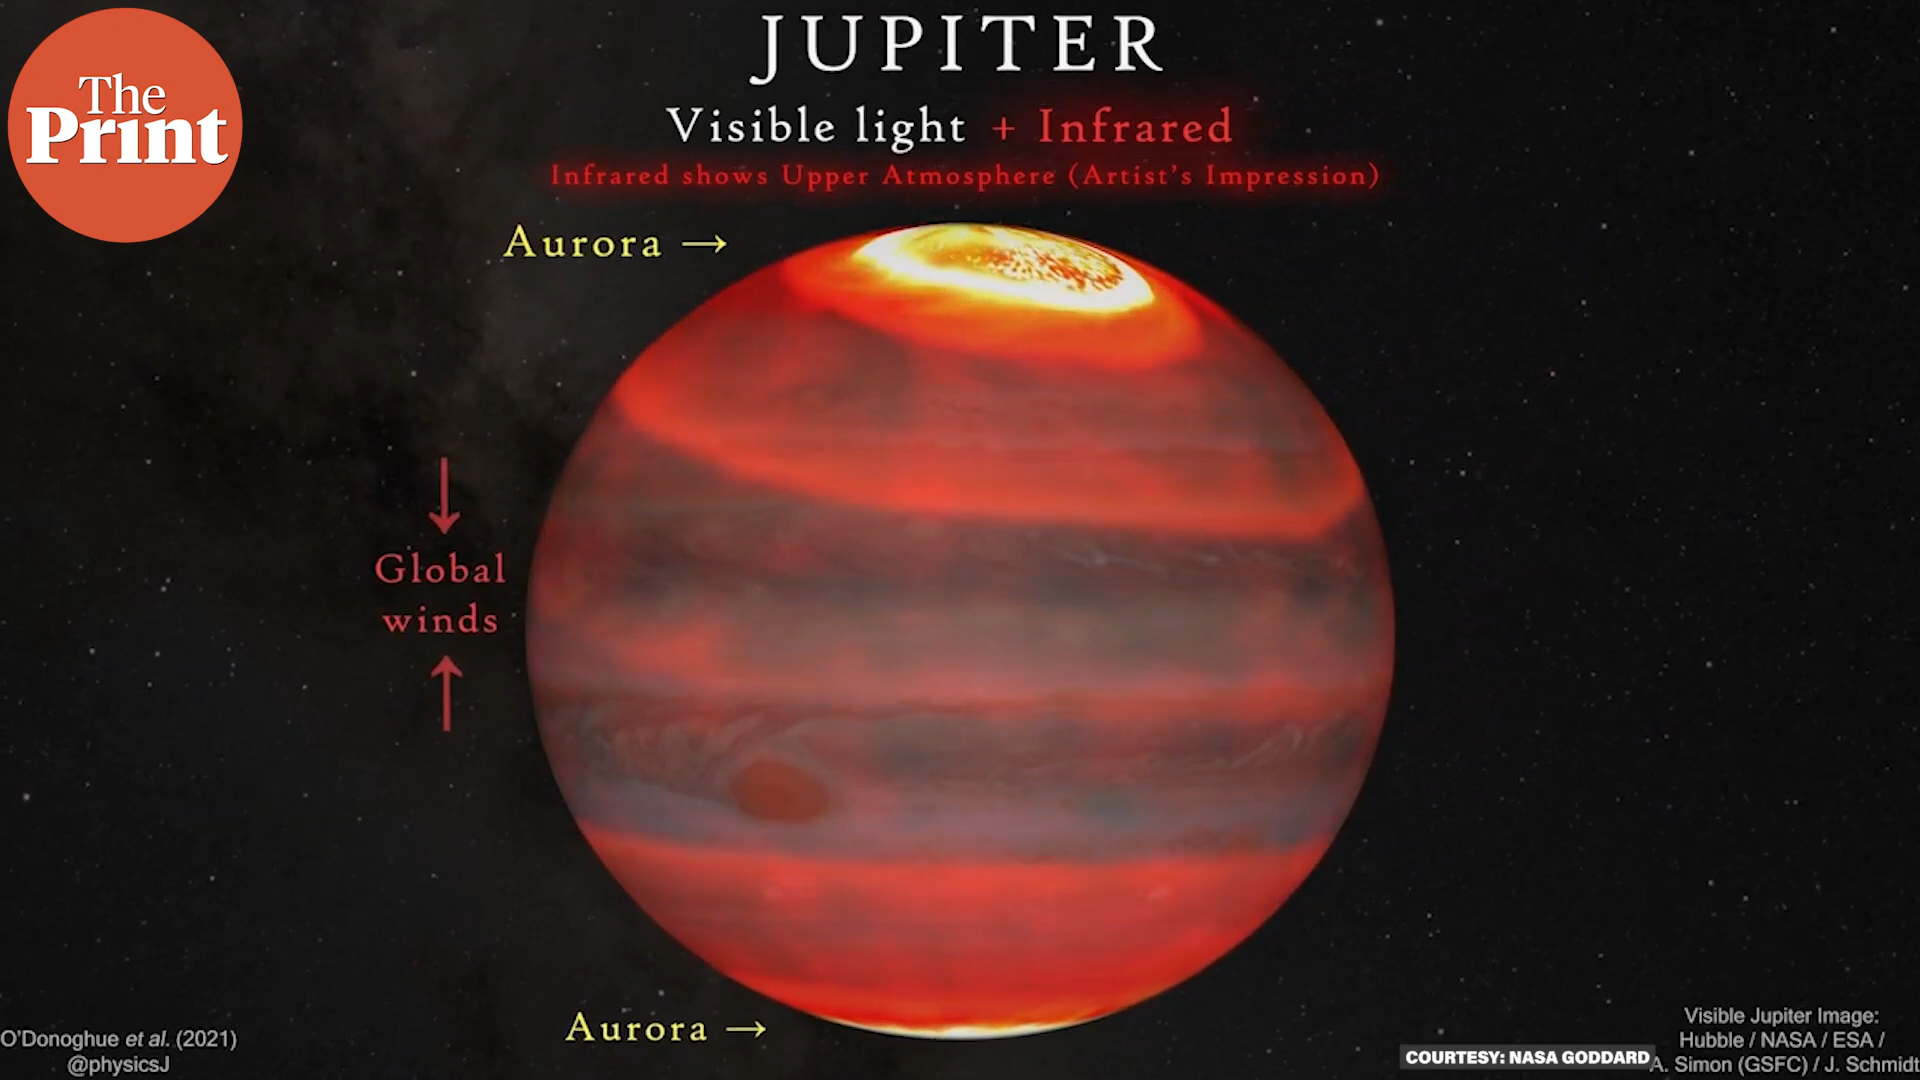 The
Print
JUPITER
Visible light + Infrared
Infrared shows Upper Atmosphere (Artist's Impression)
Aurora →
Global
winds
Aurora →
O'Donoghue et al. (2021)
@physicsJ
COURTESY: NASA GODDARD
Visible Jupiter Image:
Hubble / NASA / ESA /
A. Simon (GSFC) / J. Schmidt